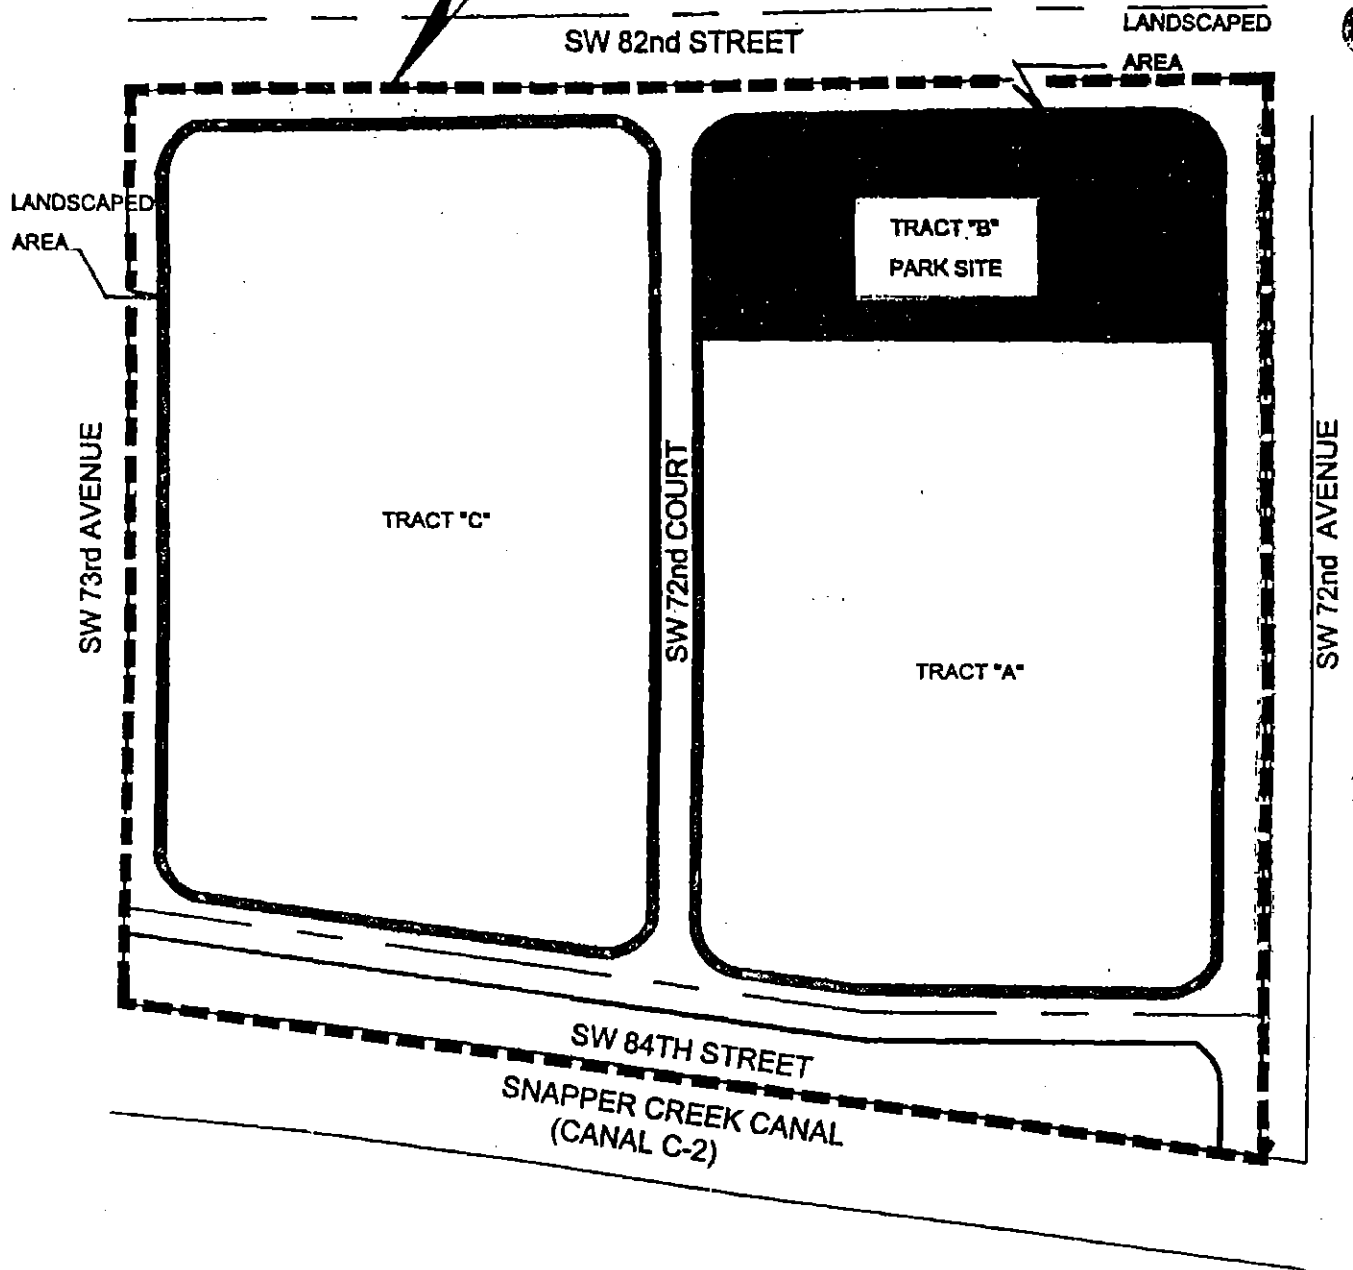 SW 82nd STREET
LANDSCAPED
AREA
LANDSCAPED
AREA
TRACT "B"
PARK SITE
SW 73rd AVENUE
TRACT "C"
SW 72nd COURT
TRACT "A"
SW 72nd AVENUE
SW 84TH STREET
SNAPPER CREEK CANAL
(CANAL C-2)